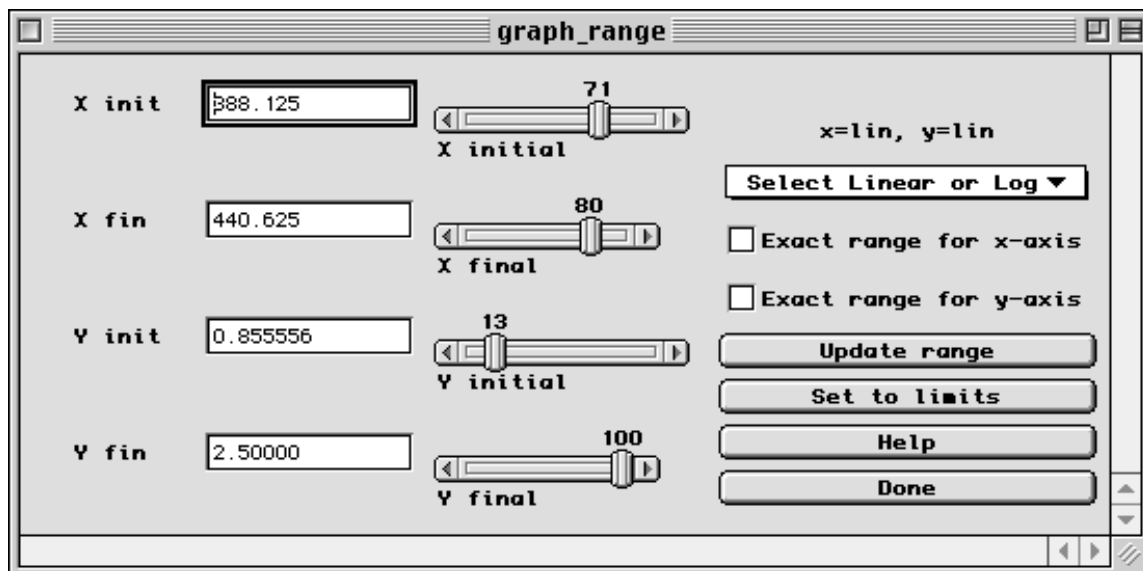 graph_range
X init
388.125
71
X initial
X fin
440.625
80
X final
Y init
0.855556
13
Y initial
Y fin
2.50000
100
Y final
x=lin, y=lin
Select Linear or Log
Exact range for x-axis
Exact range for y-axis
Update range
Set to limits
Help
Done